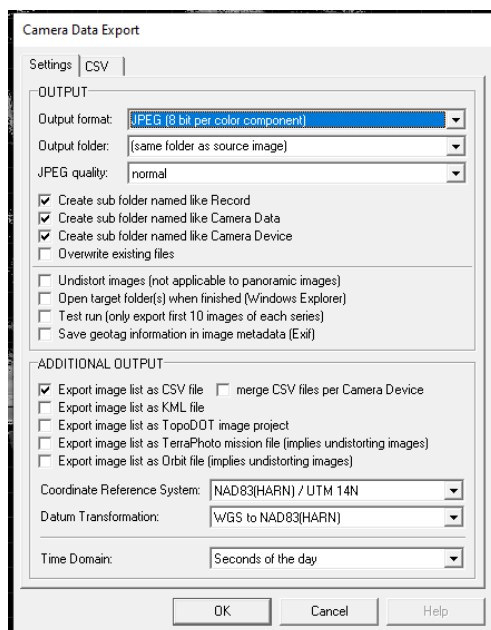 Camera Data Export
Settings CSV
OUTPUT
Output format: JPEG (8 bit per color component)
Output folder: (same folder as source image)
JPEG quality: normal
Create sub folder named like Record
Create sub folder named like Camera Data
Create sub folder named like Camera Device
Overwrite existing files
Undistort images (not applicable to panoramic images)
Open target folder(s) when finished (Windows Explorer)
Test run (only export first 10 images of each series)
Save geotag information in image metadata (Exif)
ADDITIONAL OUTPUT
Export image list as CSV file merge CSV files per Camera Device
Export image list as KML file
Export image list as TopoDOT image project
Export image list as TerraPhoto mission file (implies undistorting images)
Export image list as Orbit file (implies undistorting images)
Coordinate Reference System: NAD83(HARN) / UTM 14N
Datum Transformation: WGS to NAD83(HARN)
Time Domain: Seconds of the day
OK Cancel Help